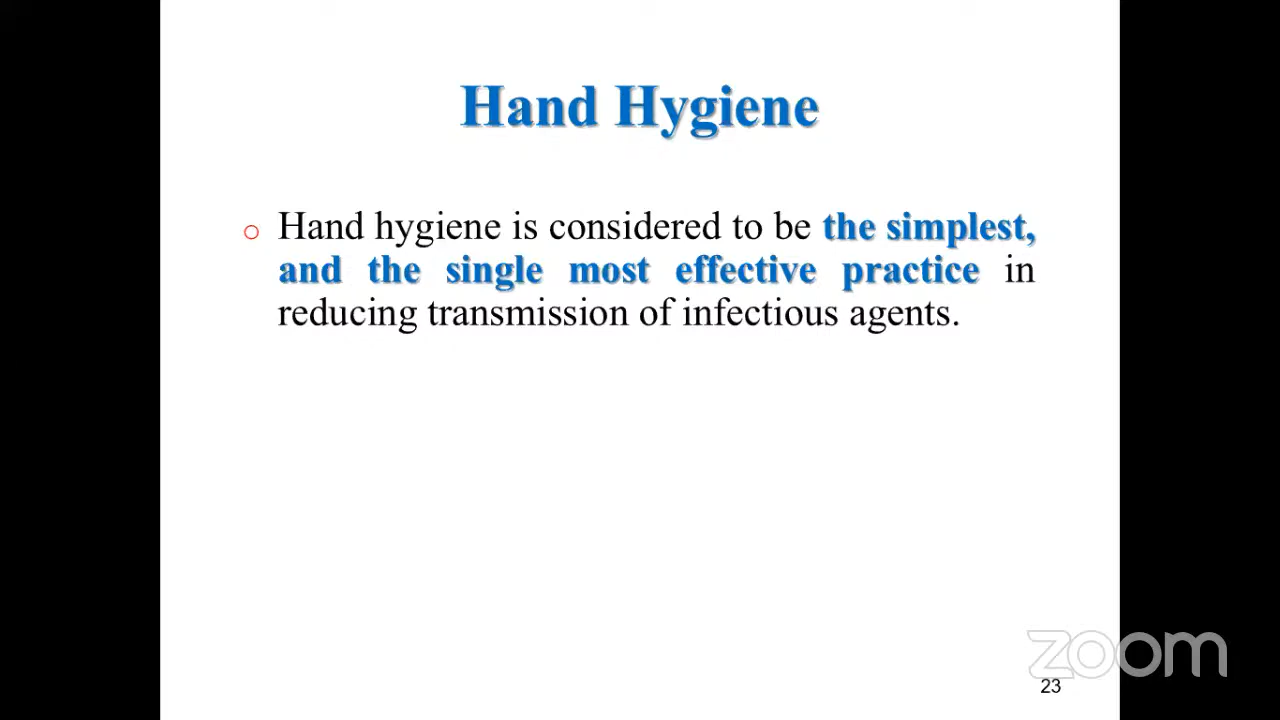 Hand Hygiene
Hand hygiene is considered to be the simplest,
and the single most effective practice in
reducing transmission of infectious agents.
zoom
23